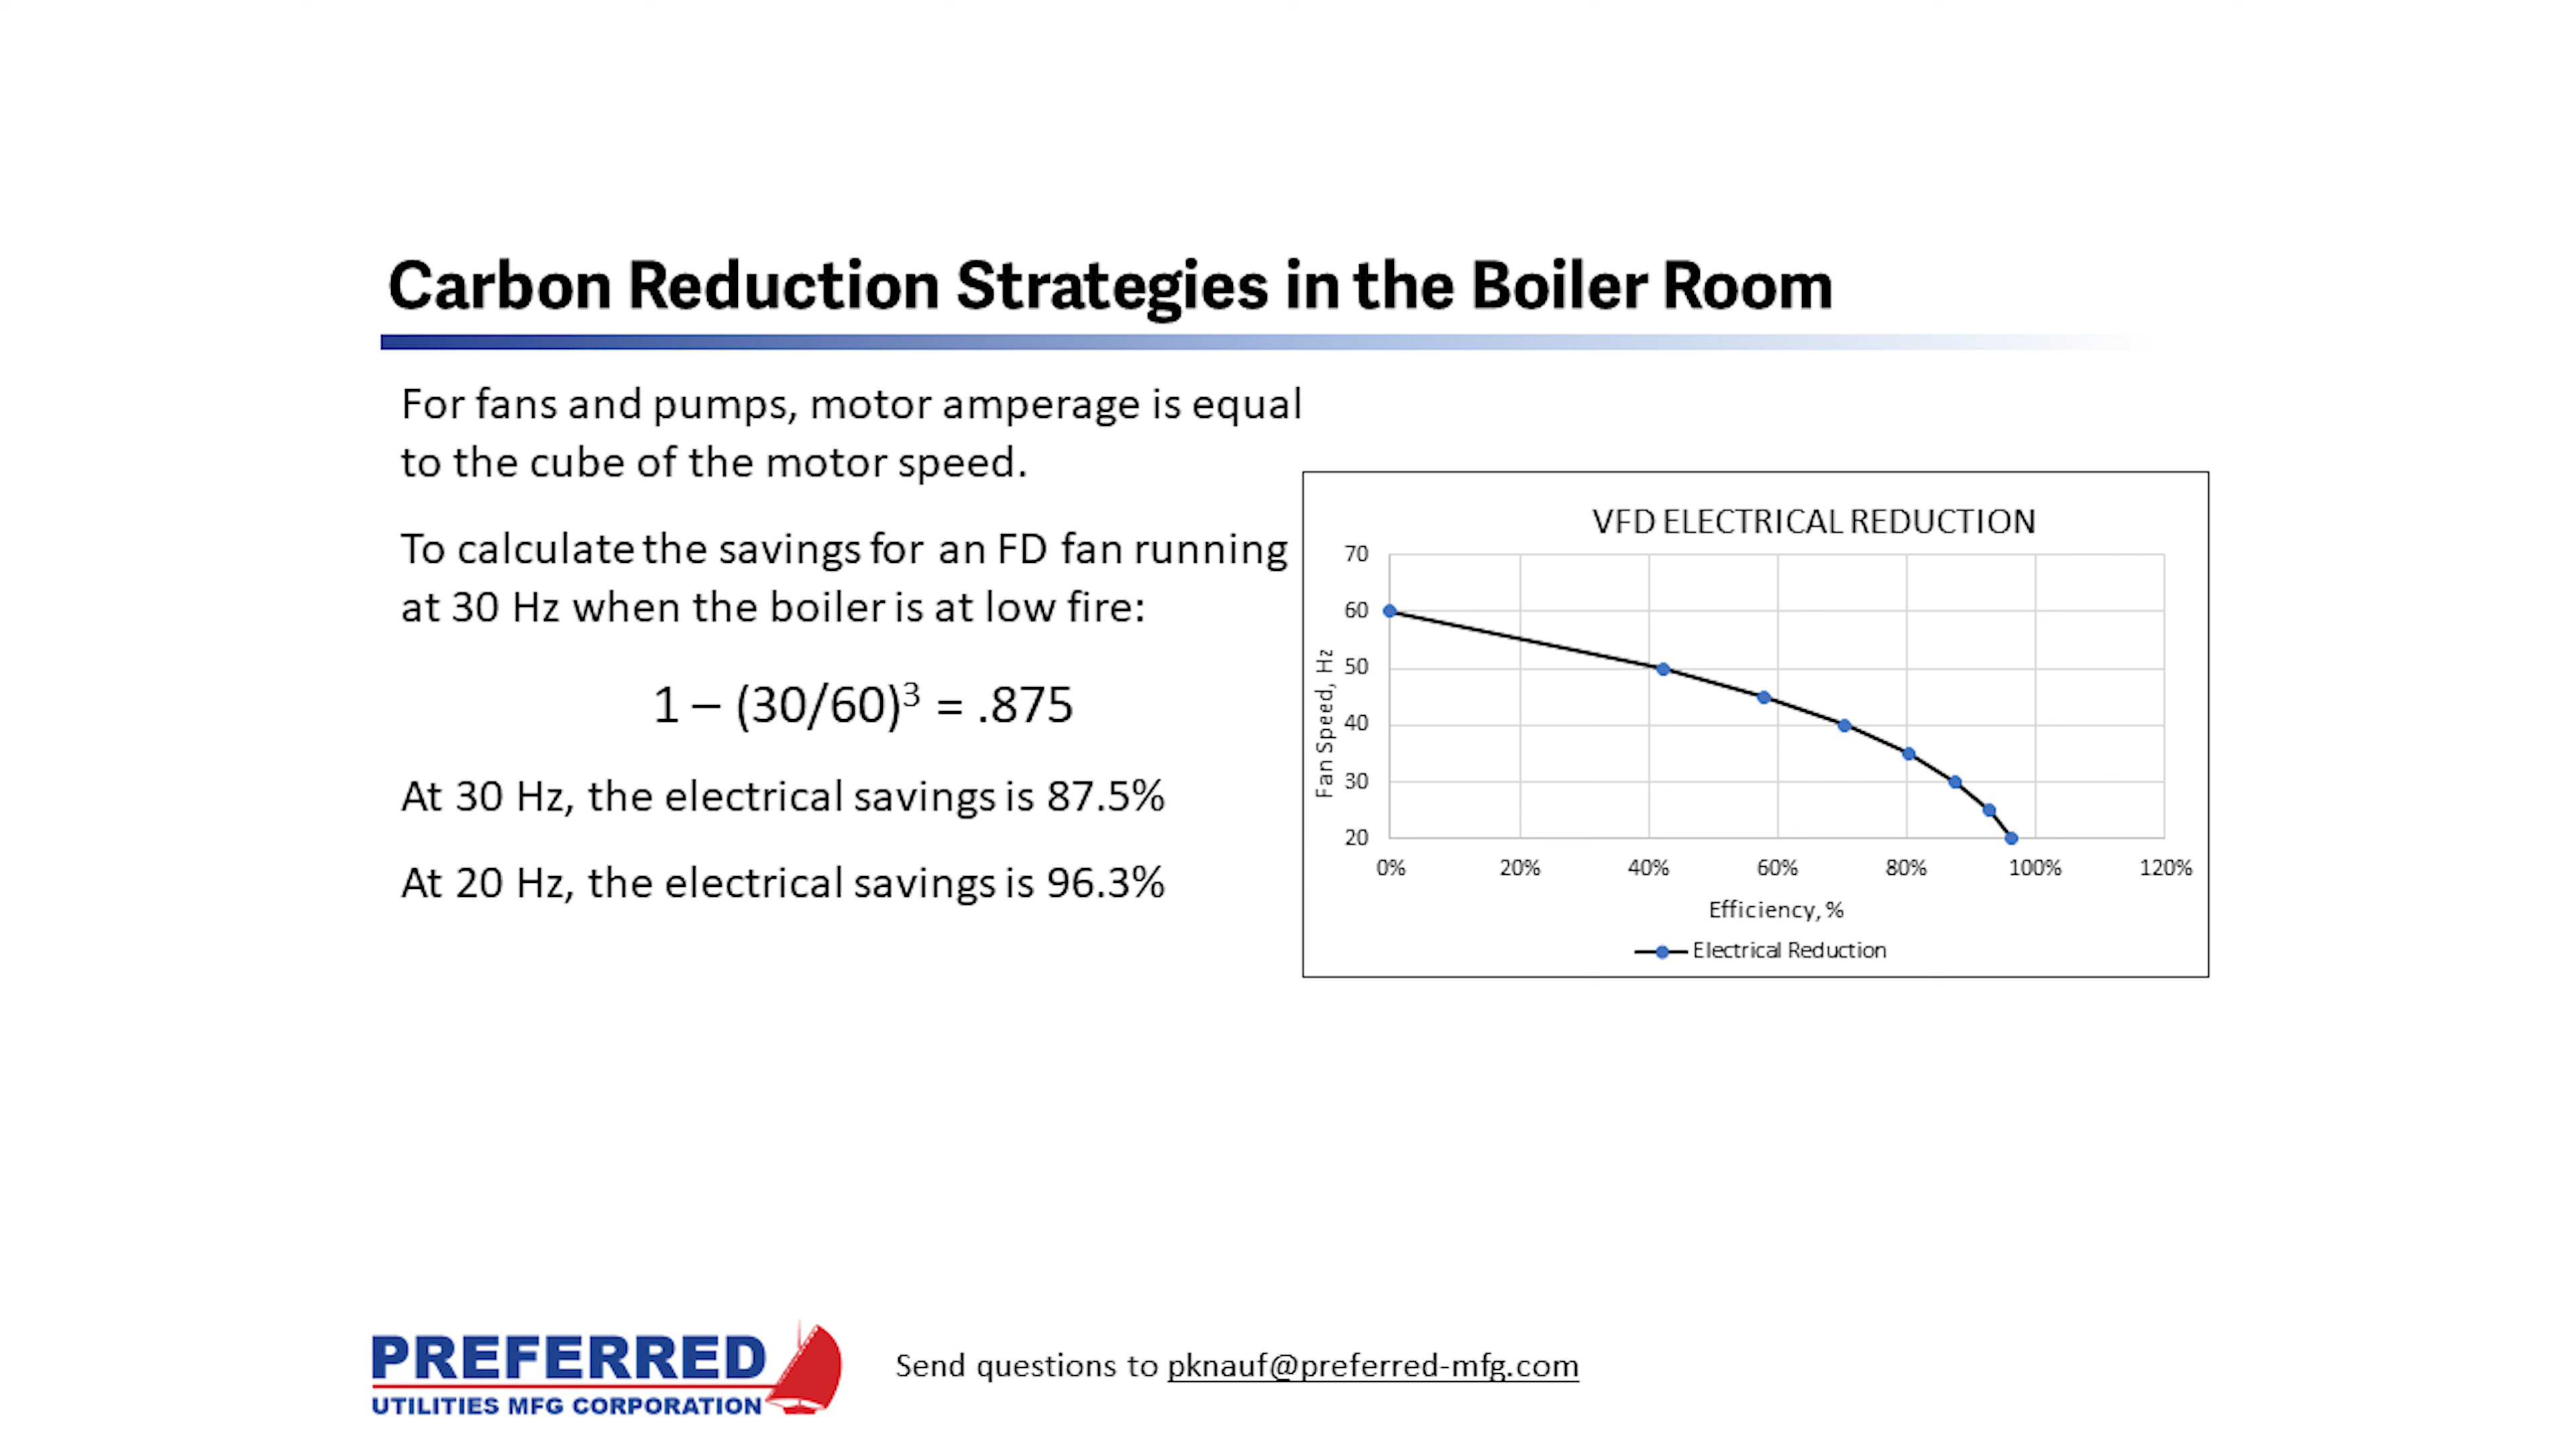 Carbon Reduction Strategies in the Boiler Room
For fans and pumps, motor amperage is equal
to the cube of the motor speed.
To calculate the savings for an FD fan running
at 30 Hz when the boiler is at low fire:
1 – (30/60)³ = .875
At 30 Hz, the electrical savings is 87.5%
At 20 Hz, the electrical savings is 96.3%
VFD ELECTRICAL REDUCTION
Fan Speed, Hz
70
60
50
40
30
20
0% 20% 40% 60% 80% 100% 120%
Efficiency, %
Electrical Reduction
PREFERRED
UTILITIES MFG CORPORATION
Send questions to pknauf@preferred-mfg.com